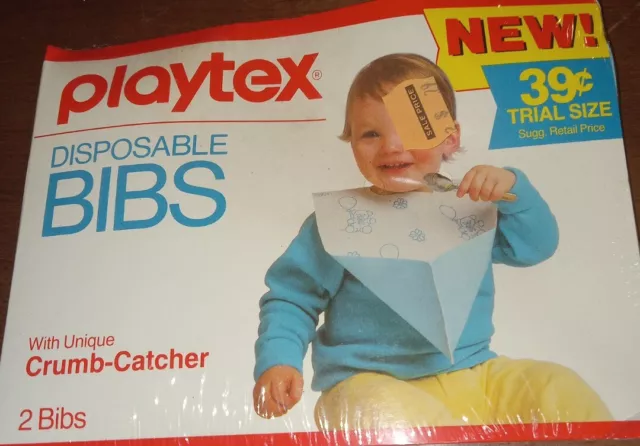 playtex®
NEW!
39¢
TRIAL SIZE
Sugg. Retail Price
DISPOSABLE
BIBS
SALE PRICE
With Unique
Crumb-Catcher
2 Bibs